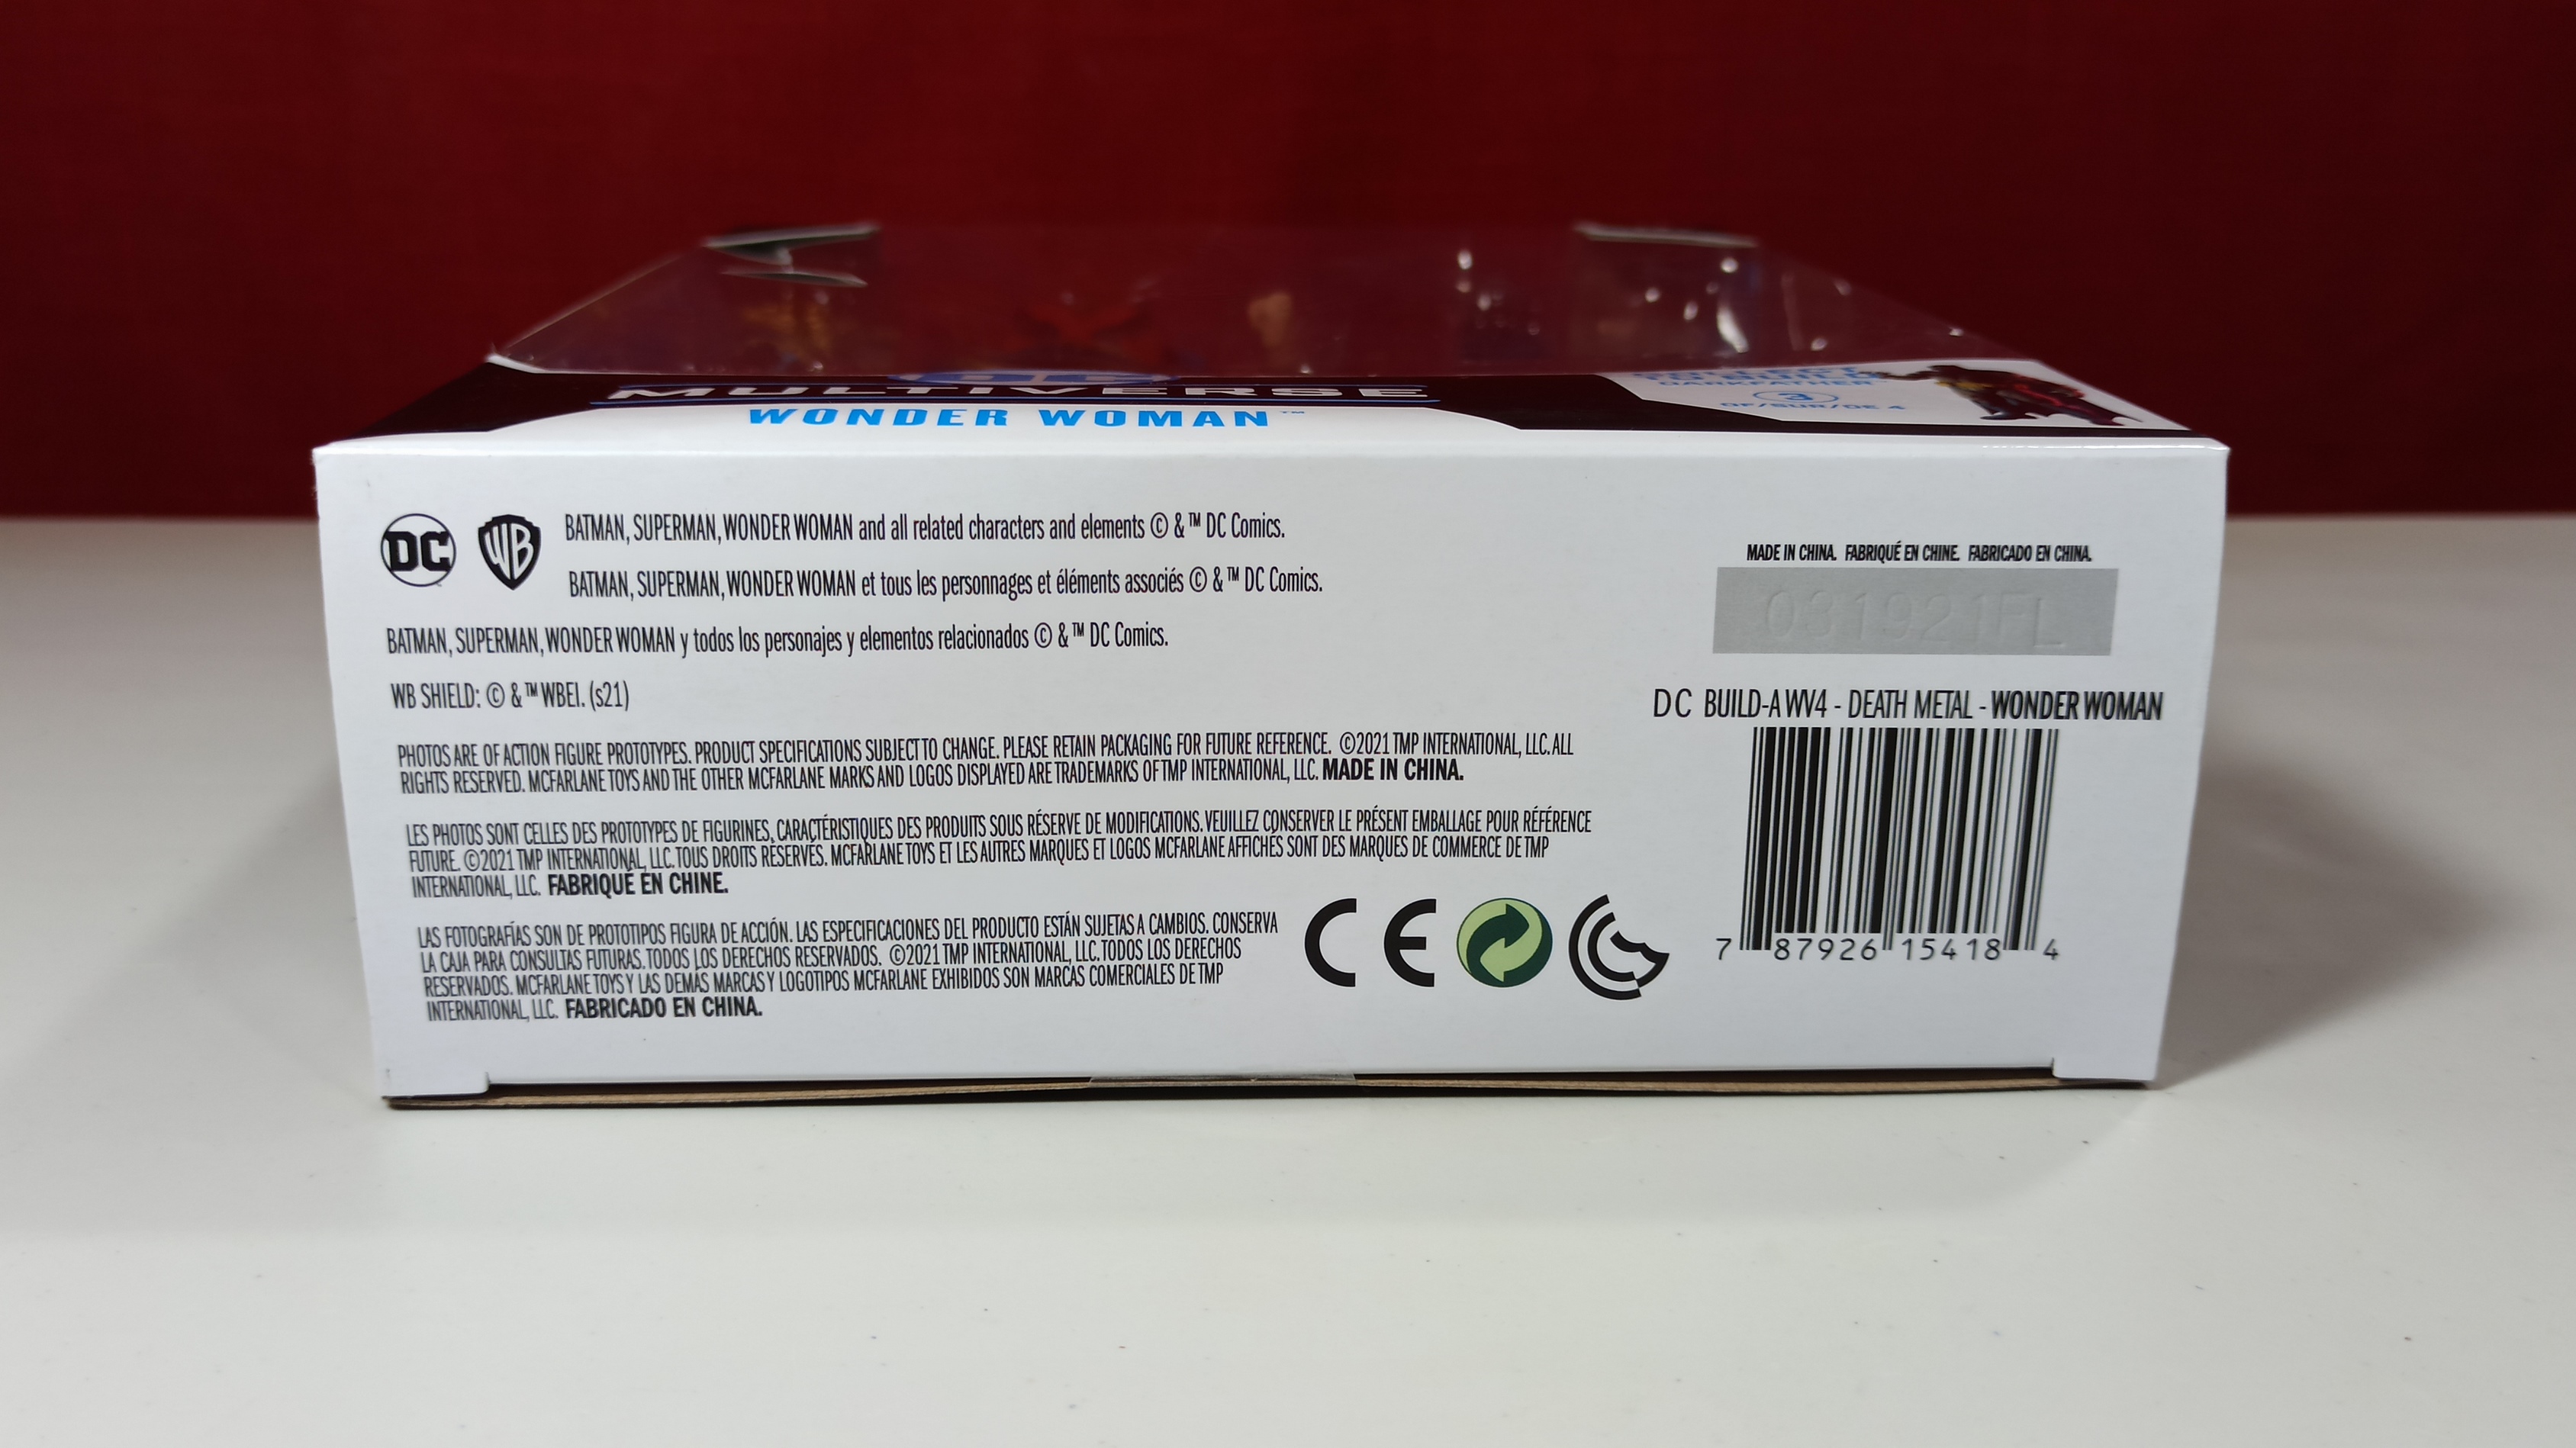 MULTIVERSE
WONDER WOMAN™
DARKFATHER™
3
OF/SUR/DE 4
DC
WB
BATMAN, SUPERMAN, WONDER WOMAN and all related characters and elements © & ™ DC Comics.
BATMAN, SUPERMAN, WONDER WOMAN et tous les personnages et éléments associés © & ™ DC Comics.
BATMAN, SUPERMAN, WONDER WOMAN y todos los personajes y elementos relacionados © & ™ DC Comics.
WB SHIELD: © & ™ WBEI. (s21)
PHOTOS ARE OF ACTION FIGURE PROTOTYPES. PRODUCT SPECIFICATIONS SUBJECT TO CHANGE. PLEASE RETAIN PACKAGING FOR FUTURE REFERENCE. ©2021 TMP INTERNATIONAL, LLC. ALL
RIGHTS RESERVED. MCFARLANE TOYS AND THE OTHER MCFARLANE MARKS AND LOGOS DISPLAYED ARE TRADEMARKS OF TMP INTERNATIONAL, LLC. MADE IN CHINA.
LES PHOTOS SONT CELLES DES PROTOTYPES DE FIGURINES, CARACTÉRISTIQUES DES PRODUITS SOUS RÉSERVE DE MODIFICATIONS. VEUILLEZ CONSERVER LE PRÉSENT EMBALLAGE POUR RÉFÉRENCE
FUTURE. ©2021 TMP INTERNATIONAL, LLC. TOUS DROITS RÉSERVÉS. MCFARLANE TOYS ET LES AUTRES MARQUES ET LOGOS MCFARLANE AFFICHÉS SONT DES MARQUES DE COMMERCE DE TMP
INTERNATIONAL, LLC. FABRIQUÉ EN CHINE.
LAS FOTOGRAFÍAS SON DE PROTOTIPOS FIGURA DE ACCIÓN. LAS ESPECIFICACIONES DEL PRODUCTO ESTÁN SUJETAS A CAMBIOS. CONSERVA
LA CAJA PARA CONSULTAS FUTURAS. TODOS LOS DERECHOS RESERVADOS. ©2021 TMP INTERNATIONAL, LLC. TODOS LOS DERECHOS
RESERVADOS. MCFARLANE TOYS Y LAS DEMÁS MARCAS Y LOGOTIPOS MCFARLANE EXHIBIDOS SON MARCAS COMERCIALES DE TMP
INTERNATIONAL, LLC. FABRICADO EN CHINA.
CE
MADE IN CHINA. FABRIQUÉ EN CHINE. FABRICADO EN CHINA.
031921FL
DC BUILD-A WV4 - DEATH METAL - WONDER WOMAN
7 87926 15418 4